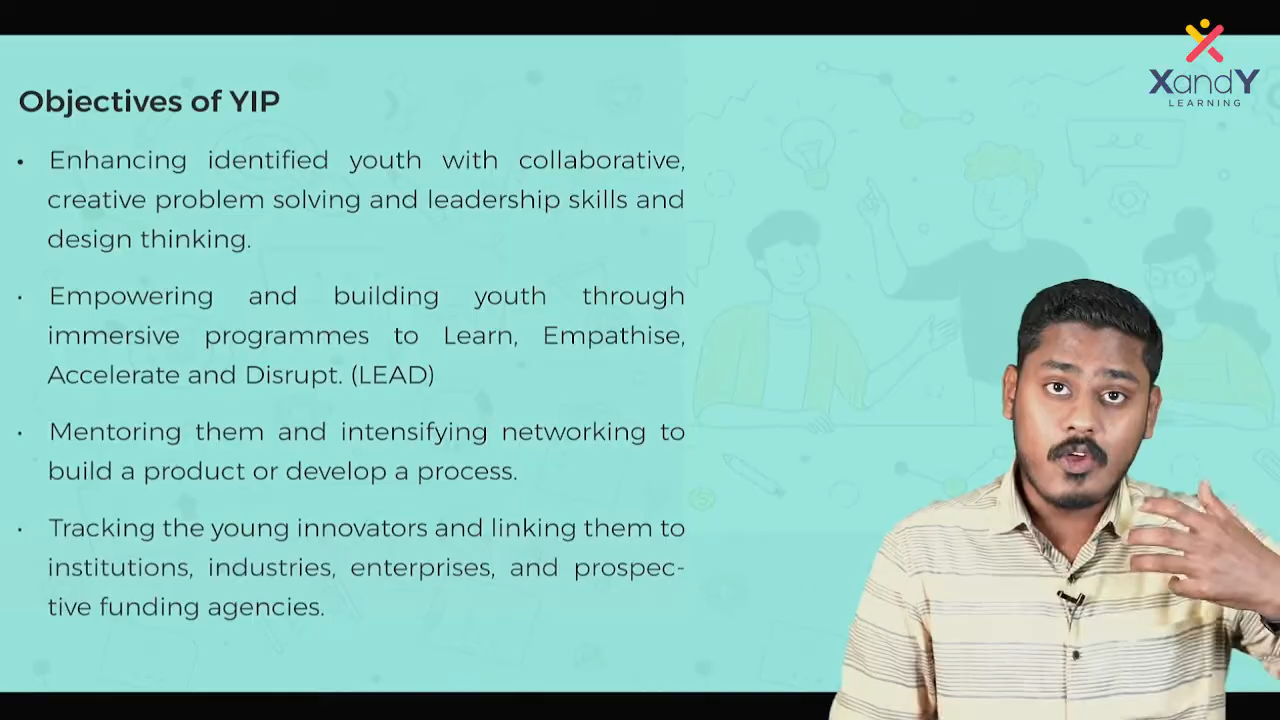 XandY
LEARNING
Objectives of YIP
• Enhancing identified youth with collaborative,
creative problem solving and leadership skills and
design thinking.
• Empowering and building youth through
immersive programmes to Learn, Empathise,
Accelerate and Disrupt. (LEAD)
• Mentoring them and intensifying networking to
build a product or develop a process.
• Tracking the young innovators and linking them to
institutions, industries, enterprises, and prospec-
tive funding agencies.